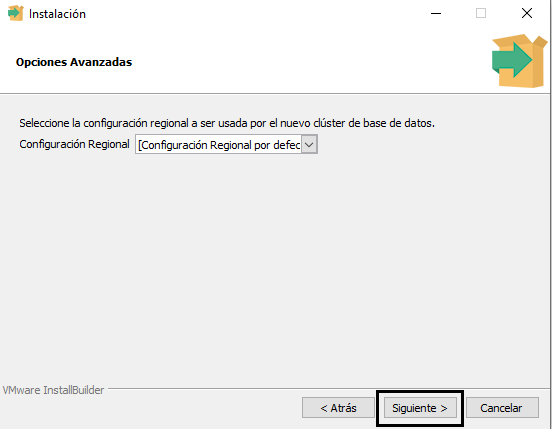 Instalación
Opciones Avanzadas
Seleccione la configuración regional a ser usada por el nuevo clúster de base de datos.
Configuración Regional [Configuración Regional por defec
VMware InstallBuilder
< Atrás Siguiente > Cancelar